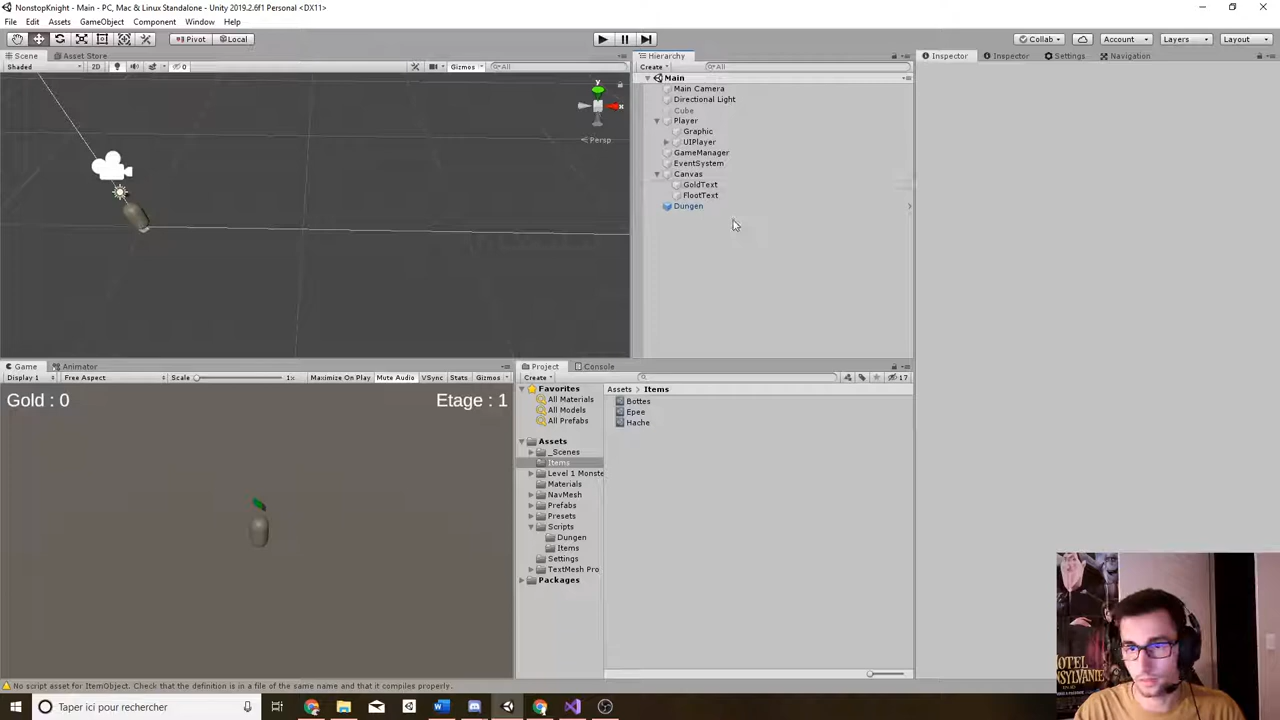 NonstopKnight - Main - PC, Mac & Linux Standalone - Unity 2019.2.6f1 Personal <DX11>
File Edit Assets GameObject Component Window Help
Pivot Local Collab Account Layers Layout
Scene Asset Store
Shaded 2D 0 Gizmos All
y
x
Persp
Hierarchy
Create All
Main
Main Camera
Directional Light
Cube
Player
Graphic
UIPlayer
GameManager
EventSystem
Canvas
GoldText
FlootText
Dungen
Inspector Inspector Settings Navigation
Game Animator
Display 1 Free Aspect Scale 1x Maximize On Play Mute Audio VSync Stats Gizmos
Gold : 0 Etage : 1
Project Console
Create 17
Favorites
All Materials
All Models
All Prefabs
Assets
_Scenes
Items
Level 1 Monste
Materials
NavMesh
Prefabs
Presets
Scripts
Dungen
Items
Settings
TextMesh Pro
Packages
Assets Items
Bottes
Epee
Hache
No script asset for ItemObject. Check that the definition is in a file of the same name and that it compiles properly.
Taper ici pour rechercher